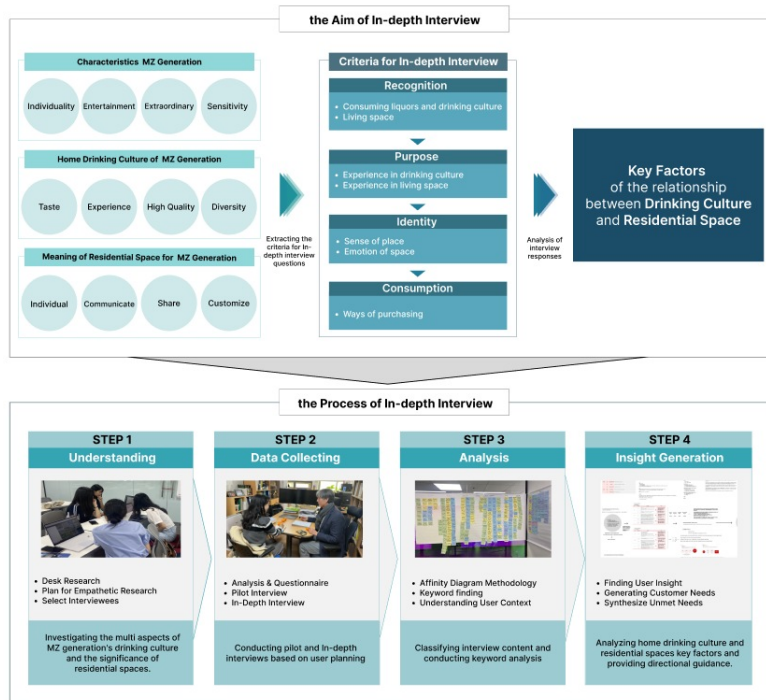 the Aim of In-depth Interview
Characteristics MZ Generation
Individuality
Entertainment
Extraordinary
Sensitivity
Home Drinking Culture of MZ Generation
Taste
Experience
High Quality
Diversity
Meaning of Residential Space for MZ Generation
Individual
Communicate
Share
Customize
Extracting the
criteria for In-
depth interview
questions
Criteria for In-depth Interview
Recognition
• Consuming liquors and drinking culture
• Living space
Purpose
• Experience in drinking culture
• Experience in living space
Identity
• Sense of place
• Emotion of space
Consumption
• Ways of purchasing
Analysis of
interview
responses
Key Factors
of the relationship
between Drinking Culture
and Residential Space
the Process of In-depth Interview
STEP 1
Understanding
• Desk Research
• Plan for Empathetic Research
• Select Interviewees
Investigating the multi aspects of
MZ generation's drinking culture
and the significance of
residential spaces.
STEP 2
Data Collecting
• Analysis & Questionnaire
• Pilot Interview
• In-Depth Interview
Conducting pilot and In-depth
interviews based on user planning
STEP 3
Analysis
• Affinity Diagram Methodology
• Keyword finding
• Understanding User Context
Classifying interview content and
conducting keyword analysis
STEP 4
Insight Generation
• Finding User Insight
• Generating Customer Needs
• Synthesize Unmet Needs
Analyzing home drinking culture and
residential spaces key factors and
providing directional guidance.